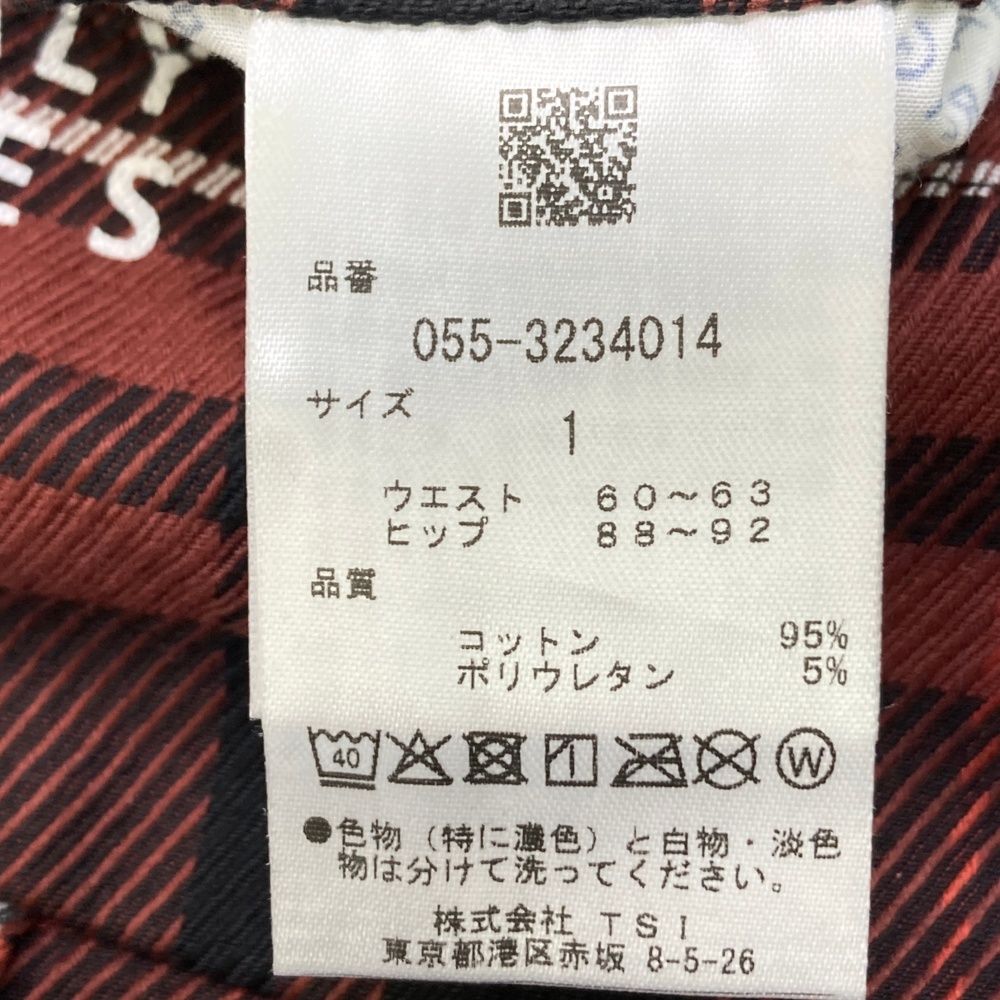 LY
ES
品番
055-3234014
サイズ
1
ウエスト 60～63
ヒップ 88～92
品質
コットン 95%
ポリウレタン 5%
40
W
●色物（特に濃色）と白物・淡色
物は分けて洗ってください。
株式会社 TSI
東京都港区赤坂 8-5-26